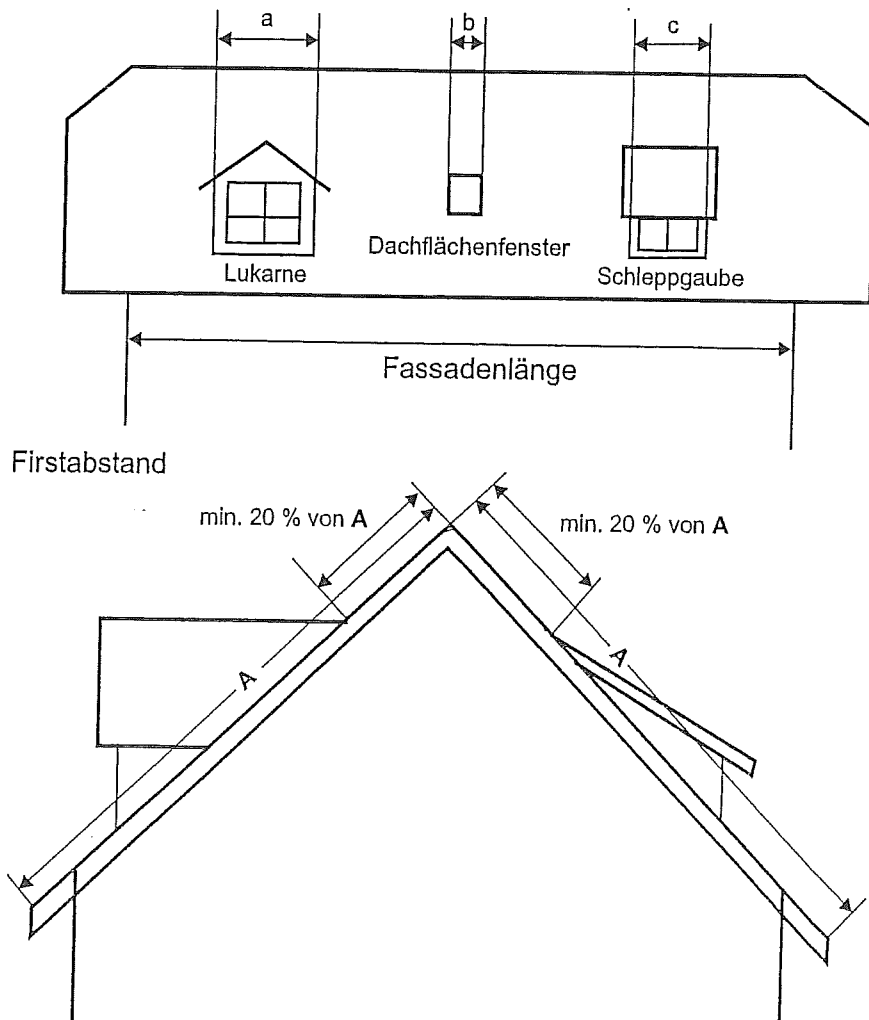 a
b
c
Dachflächenfenster
Lukarne
Schleppgaube
Fassadenlänge
Firstabstand
min. 20 % von A
min. 20 % von A
A
A